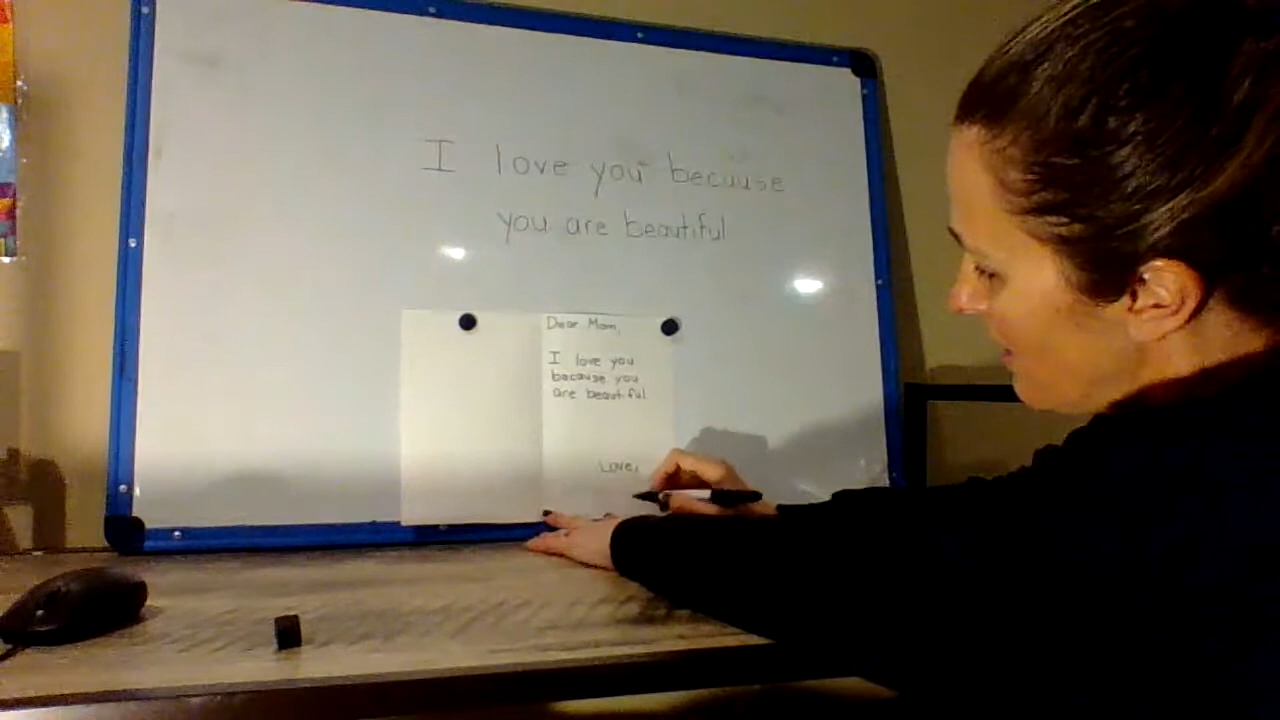 I love you because
you are beautiful
Dear Mom,
I love you
because you
are beautiful
Love,